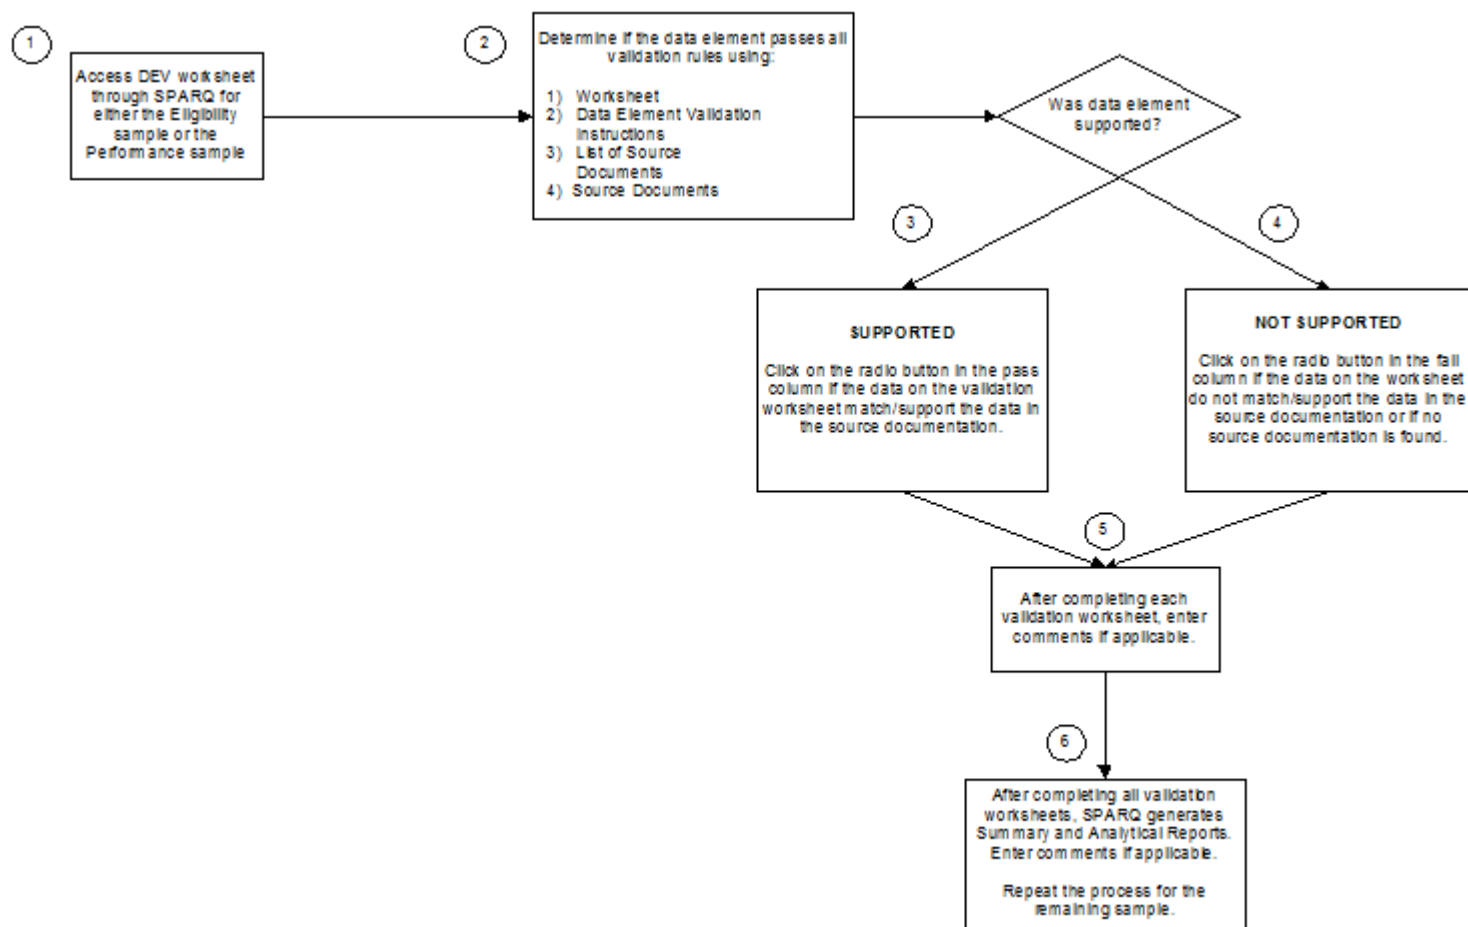 1
Access DEV worksheet
through SPARQ for
either the Eligibility
sample or the
Performance sample
2
Determine if the data element passes all
validation rules using:
1) Worksheet
2) Data Element Validation
Instructions
3) List of Source
Documents
4) Source Documents
Was data element
supported?
3
4
SUPPORTED
Click on the radio button in the pass
column if the data on the validation
worksheet match/support the data in
the source documentation.
NOT SUPPORTED
Click on the radio button in the fail
column if the data on the worksheet
do not match/support the data in the
source documentation or if no
source documentation is found.
5
After completing each
validation worksheet, enter
comments if applicable.
6
After completing all validation
worksheets, SPARQ generates
Summary and Analytical Reports.
Enter comments if applicable.
Repeat the process for the
remaining sample.